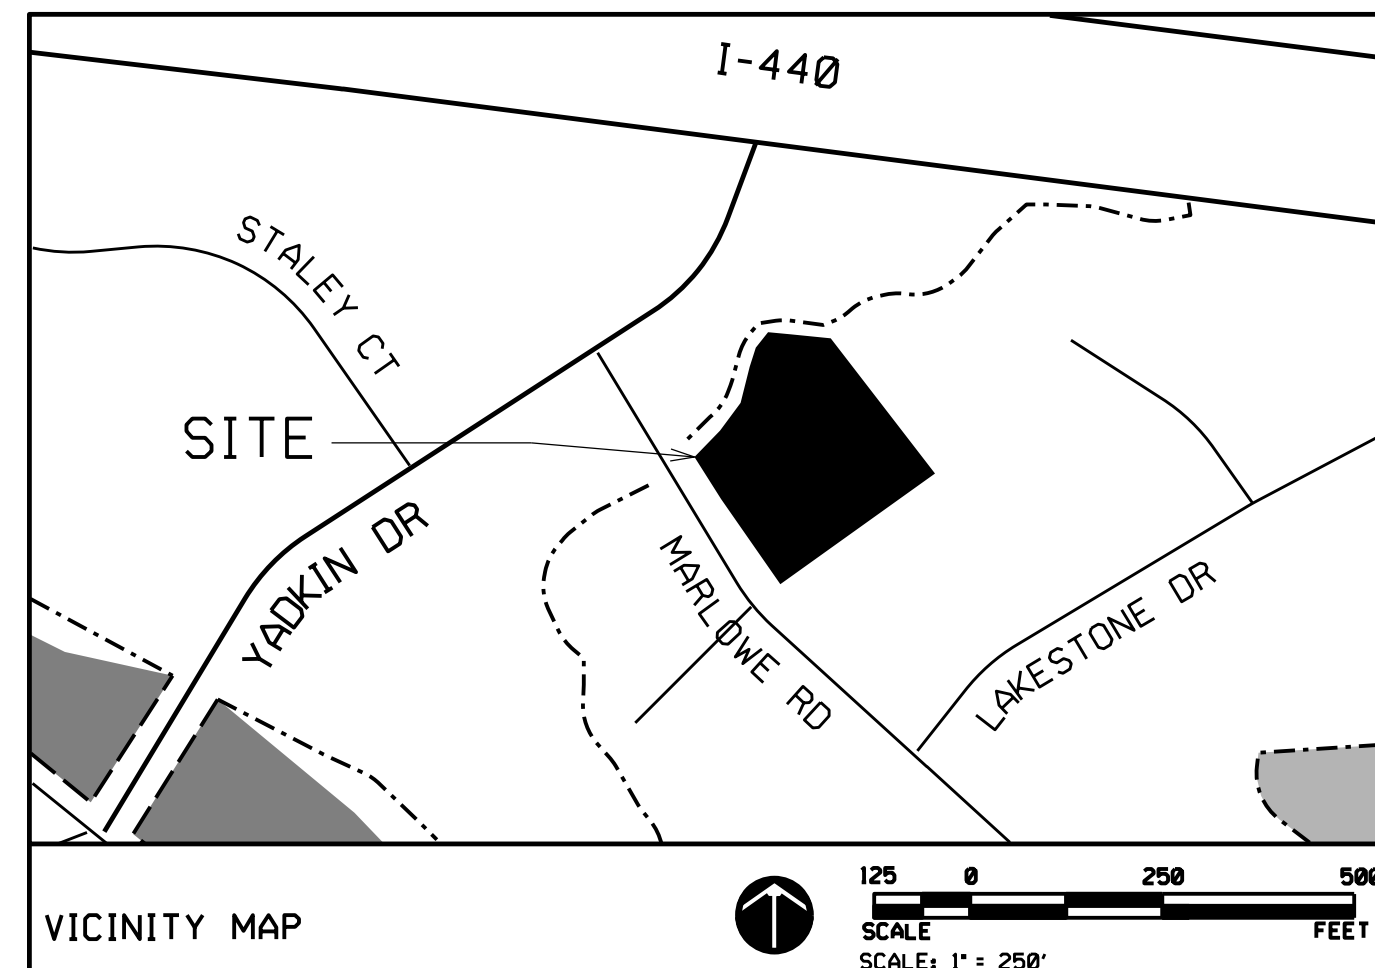 I-440
STALEY CT
SITE
YADKIN DR
MARLOWE RD
LAKESTONE DR
125 0 250 500
VICINITY MAP
SCALE FEET
SCALE: 1" = 250'